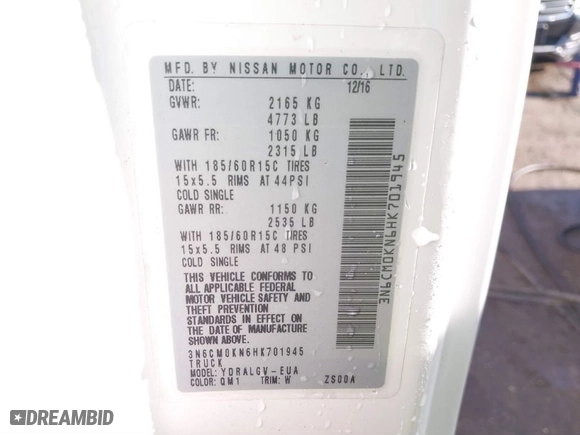 MFD. BY NISSAN MOTOR CO., LTD.
DATE: 12/16
GVWR: 2165 KG
4773 LB
GAWR FR: 1050 KG
2315 LB
WITH 185/60R15C TIRES
15x5.5 RIMS AT 44PSI
COLD SINGLE
GAWR RR: 1150 KG
2535 LB
WITH 185/60R15C TIRES
15x5.5 RIMS AT 48 PSI
COLD SINGLE
THIS VEHICLE CONFORMS TO
ALL APPLICABLE FEDERAL
MOTOR VEHICLE SAFETY AND
THEFT PREVENTION
STANDARDS IN EFFECT ON
THE DATE OF MANUFACTURE
SHOWN ABOVE.
3N6CM0KN6HK701945
TRUCK
MODEL: YDRALGV-EUA
COLOR: QM1 TRIM: W ZS00A
3N6CM0KN6HK701945
DREAMBID